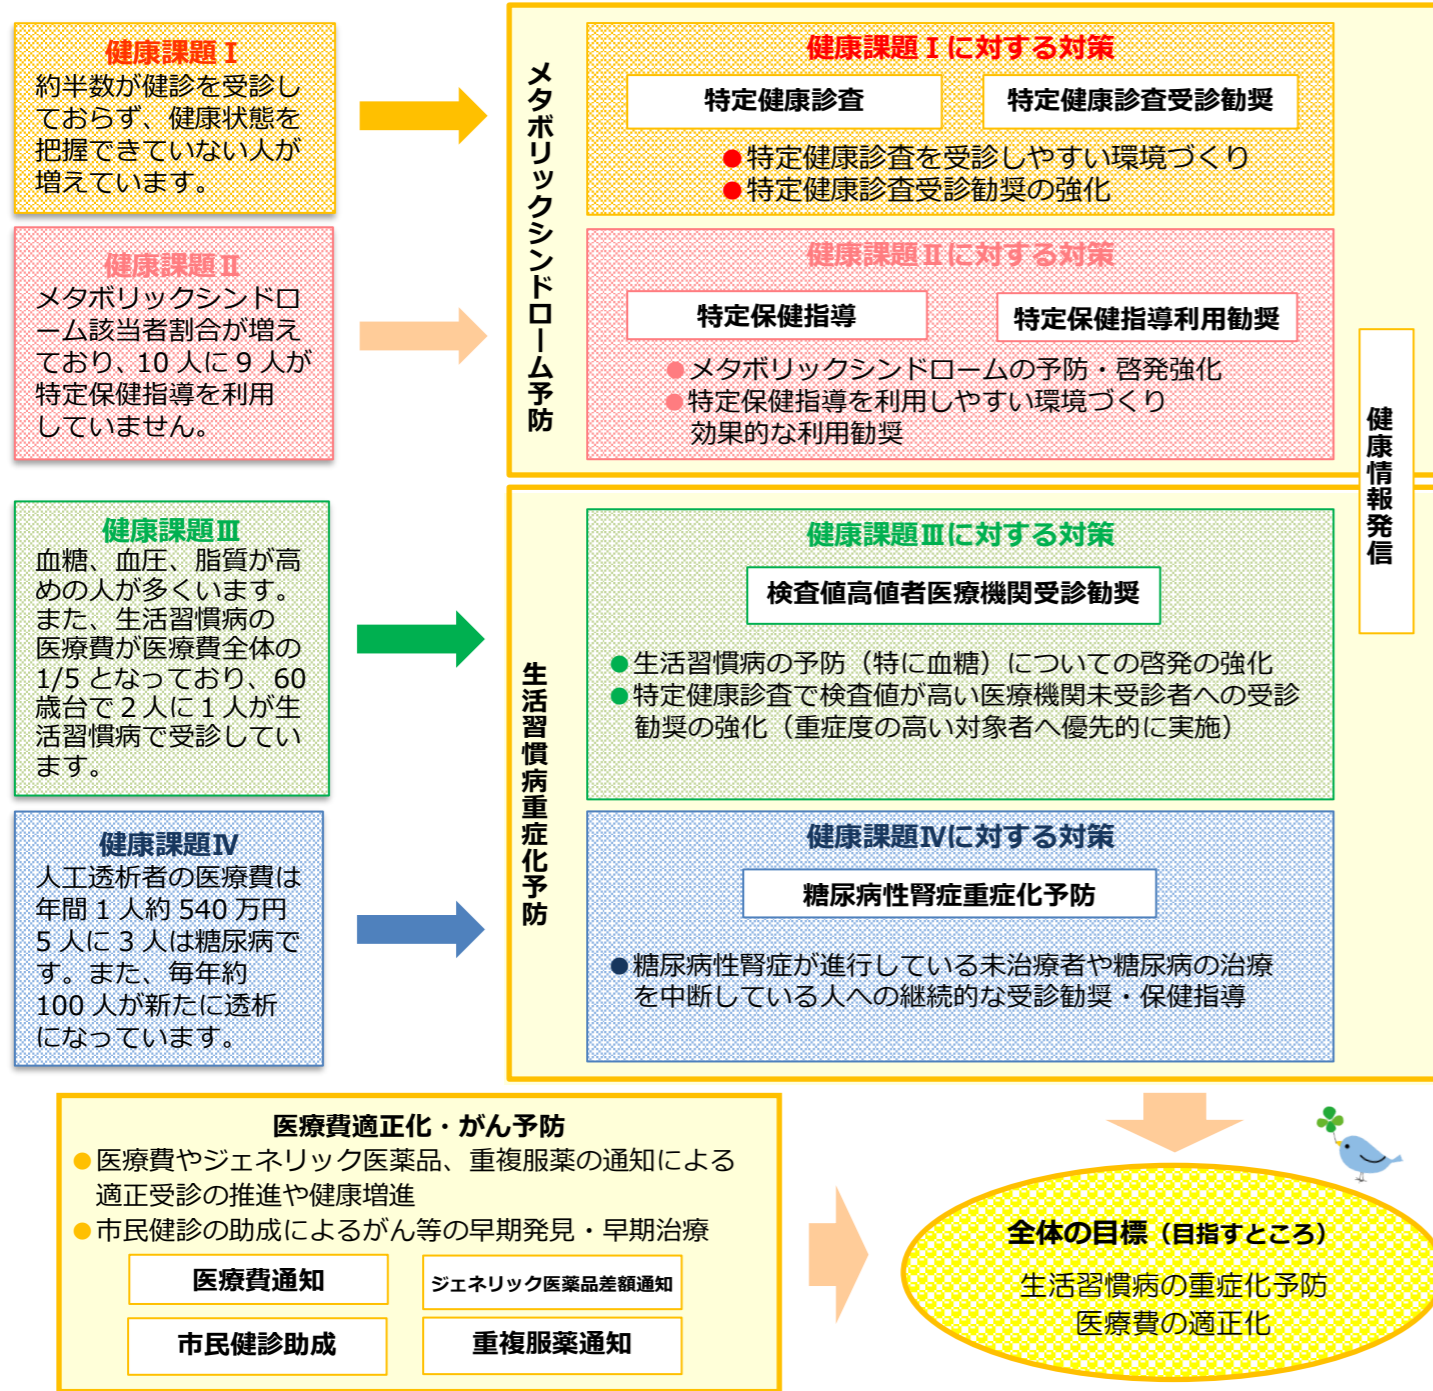 健康課題Ⅰ
約半数が健診を受診し
ておらず、健康状態を
把握できていない人が
増えています。
メタボリックシンドローム予防
健康課題Ⅰに対する対策
特定健康診査
特定健康診査受診勧奨
●特定健康診査を受診しやすい環境づくり
●特定健康診査受診勧奨の強化
健康課題Ⅱ
メタボリックシンドロ
ーム該当者割合が増え
ており、10 人に 9 人が
特定保健指導を利用
していません。
健康課題Ⅱに対する対策
特定保健指導
特定保健指導利用勧奨
●メタボリックシンドロームの予防・啓発強化
●特定保健指導を利用しやすい環境づくり
効果的な利用勧奨
健康情報発信
健康課題Ⅲ
血糖、血圧、脂質が高
めの人が多くいます。
また、生活習慣病の
医療費が医療費全体の
1/5 となっており、60
歳台で 2 人に 1 人が生
活習慣病で受診してい
ます。
生活習慣病重症化予防
健康課題Ⅲに対する対策
検査値高値者医療機関受診勧奨
●生活習慣病の予防（特に血糖）についての啓発の強化
●特定健康診査で検査値が高い医療機関未受診者への受診
勧奨の強化（重症度の高い対象者へ優先的に実施）
健康課題Ⅳ
人工透析者の医療費は
年間 1 人約 540 万円
5 人に 3 人は糖尿病で
す。また、毎年約
100 人が新たに透析
になっています。
健康課題Ⅳに対する対策
糖尿病性腎症重症化予防
●糖尿病性腎症が進行している未治療者や糖尿病の治療
を中断している人への継続的な受診勧奨・保健指導
医療費適正化・がん予防
●医療費やジェネリック医薬品、重複服薬の通知による
適正受診の推進や健康増進
●市民健診の助成によるがん等の早期発見・早期治療
医療費通知
ジェネリック医薬品差額通知
市民健診助成
重複服薬通知
全体の目標（目指すところ）
生活習慣病の重症化予防
医療費の適正化